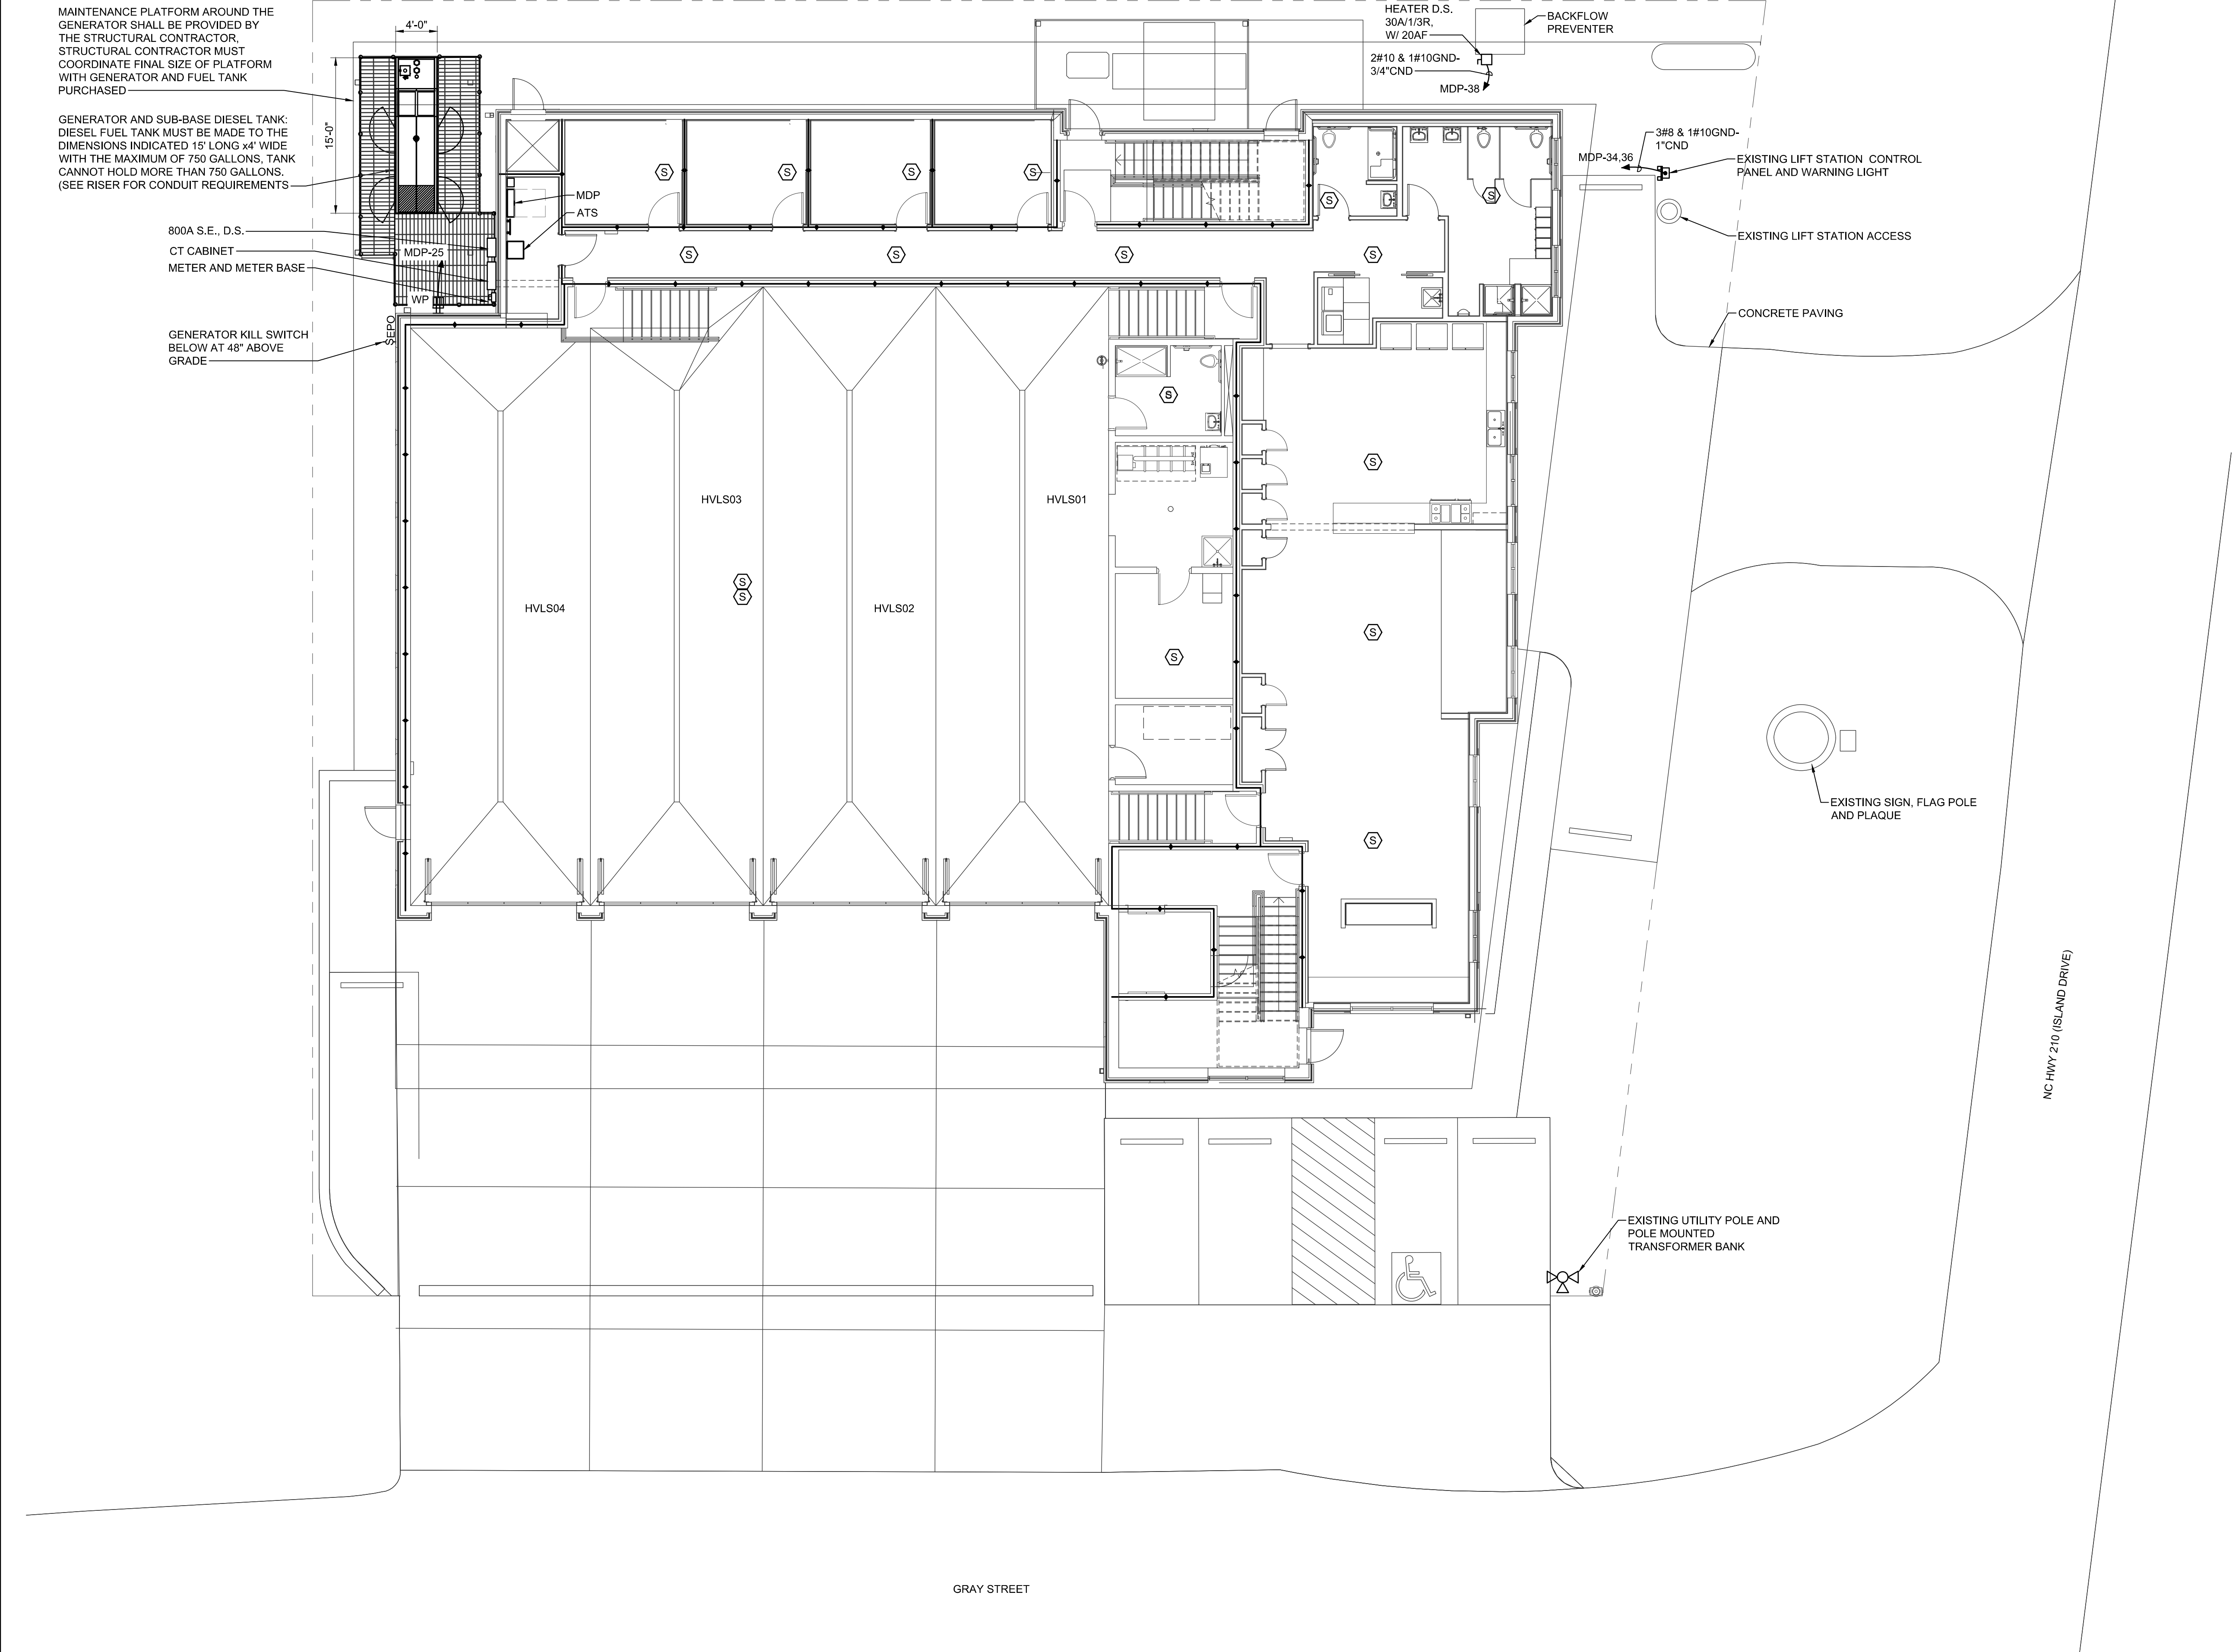 MAINTENANCE PLATFORM AROUND THE
GENERATOR SHALL BE PROVIDED BY
THE STRUCTURAL CONTRACTOR,
STRUCTURAL CONTRACTOR MUST
COORDINATE FINAL SIZE OF PLATFORM
WITH GENERATOR AND FUEL TANK
PURCHASED
4'-0"
15'-0"
GENERATOR AND SUB-BASE DIESEL TANK:
DIESEL FUEL TANK MUST BE MADE TO THE
DIMENSIONS INDICATED 15' LONG x4' WIDE
WITH THE MAXIMUM OF 750 GALLONS, TANK
CANNOT HOLD MORE THAN 750 GALLONS.
(SEE RISER FOR CONDUIT REQUIREMENTS
800A S.E., D.S.
CT CABINET
METER AND METER BASE
GENERATOR KILL SWITCH
BELOW AT 48" ABOVE
GRADE
MDP-25
WP
SEPO
MDP
ATS
HEATER D.S.
30A/1/3R,
W/ 20AF
2#10 & 1#10GND-
3/4"CND
MDP-38
BACKFLOW
PREVENTER
3#8 & 1#10GND-
1"CND
MDP-34,36
EXISTING LIFT STATION CONTROL
PANEL AND WARNING LIGHT
EXISTING LIFT STATION ACCESS
CONCRETE PAVING
S
S
S
S
S
S
S
S
S
S
S
S
HVLS03
HVLS01
S
S
HVLS04
HVLS02
S
S
S
EXISTING SIGN, FLAG POLE
AND PLAQUE
NC HWY 210 (ISLAND DRIVE)
EXISTING UTILITY POLE AND
POLE MOUNTED
TRANSFORMER BANK
GRAY STREET